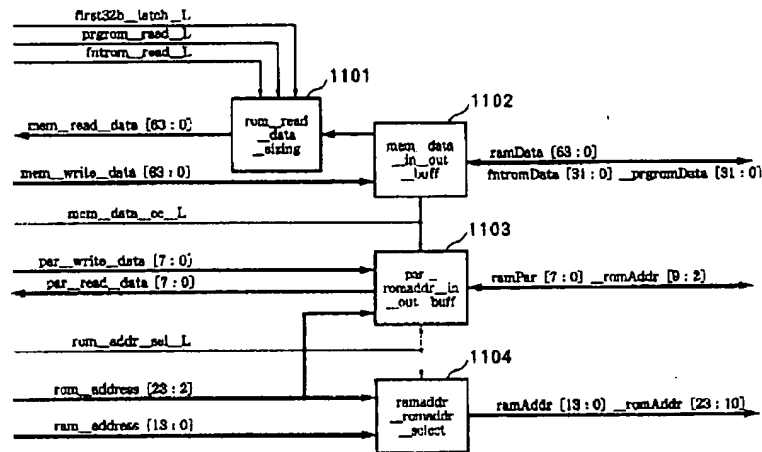 first32b_latch_L
prgrom_raed_L
fntrom_read_L
1101
rom_read
_data
_sizing
mem_read_data [63:0]
1102
mem_data
_in_out
_buff
ramData [63:0]
fntromData [31:0]_prgromData [31:0]
mem_write_data [63:0]
mem_data_oe_L
1103
par_
romaddr_in
_out_buff
par_write_data [7:0]
par_read_data [7:0]
ramPar [7:0]_romAddr [9:2]
rom_addr_sel_L
1104
ramaddr
_romaddr
_select
rom_address [23:2]
ram_address [13:0]
ramAddr [13:0]_romAddr [23:10]